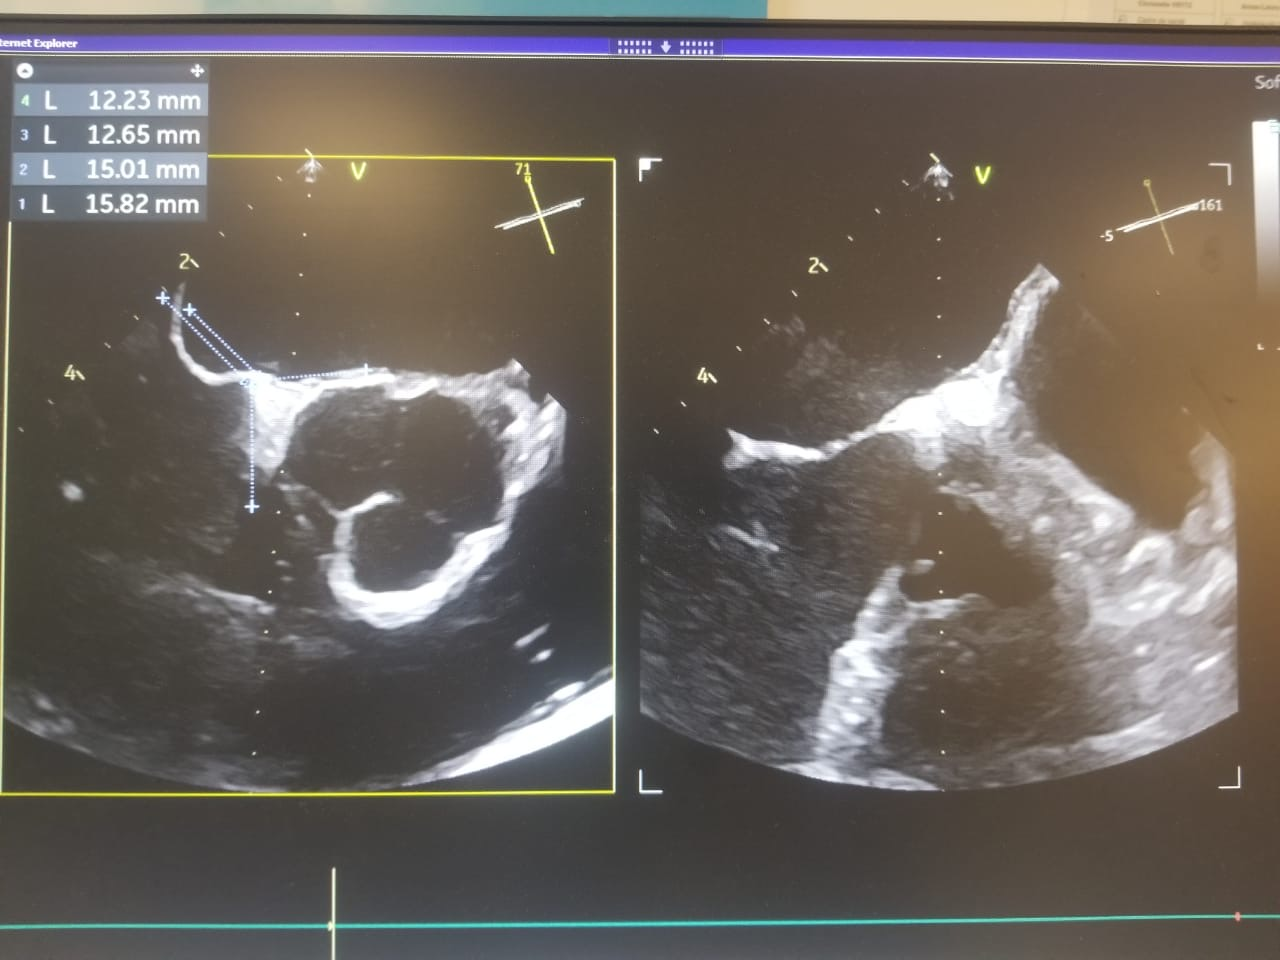 ternet Explorer
Sof
4 L 12.23 mm
3 L 12.65 mm
2 L 15.01 mm
1 L 15.82 mm
V
71
V
161
-5
2
2
4
4